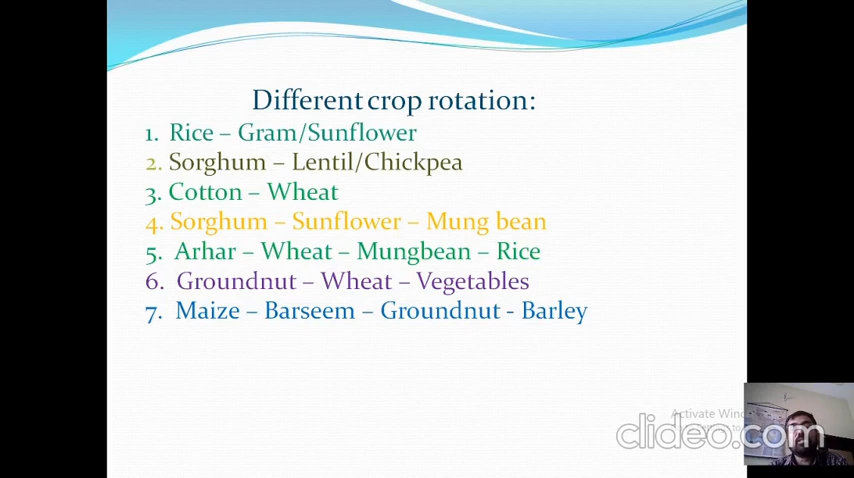 Different crop rotation:
1. Rice – Gram/Sunflower
2. Sorghum – Lentil/Chickpea
3. Cotton – Wheat
4. Sorghum – Sunflower – Mung bean
5. Arhar – Wheat – Mungbean – Rice
6. Groundnut – Wheat – Vegetables
7. Maize – Barseem – Groundnut - Barley
Activate
clideo.com